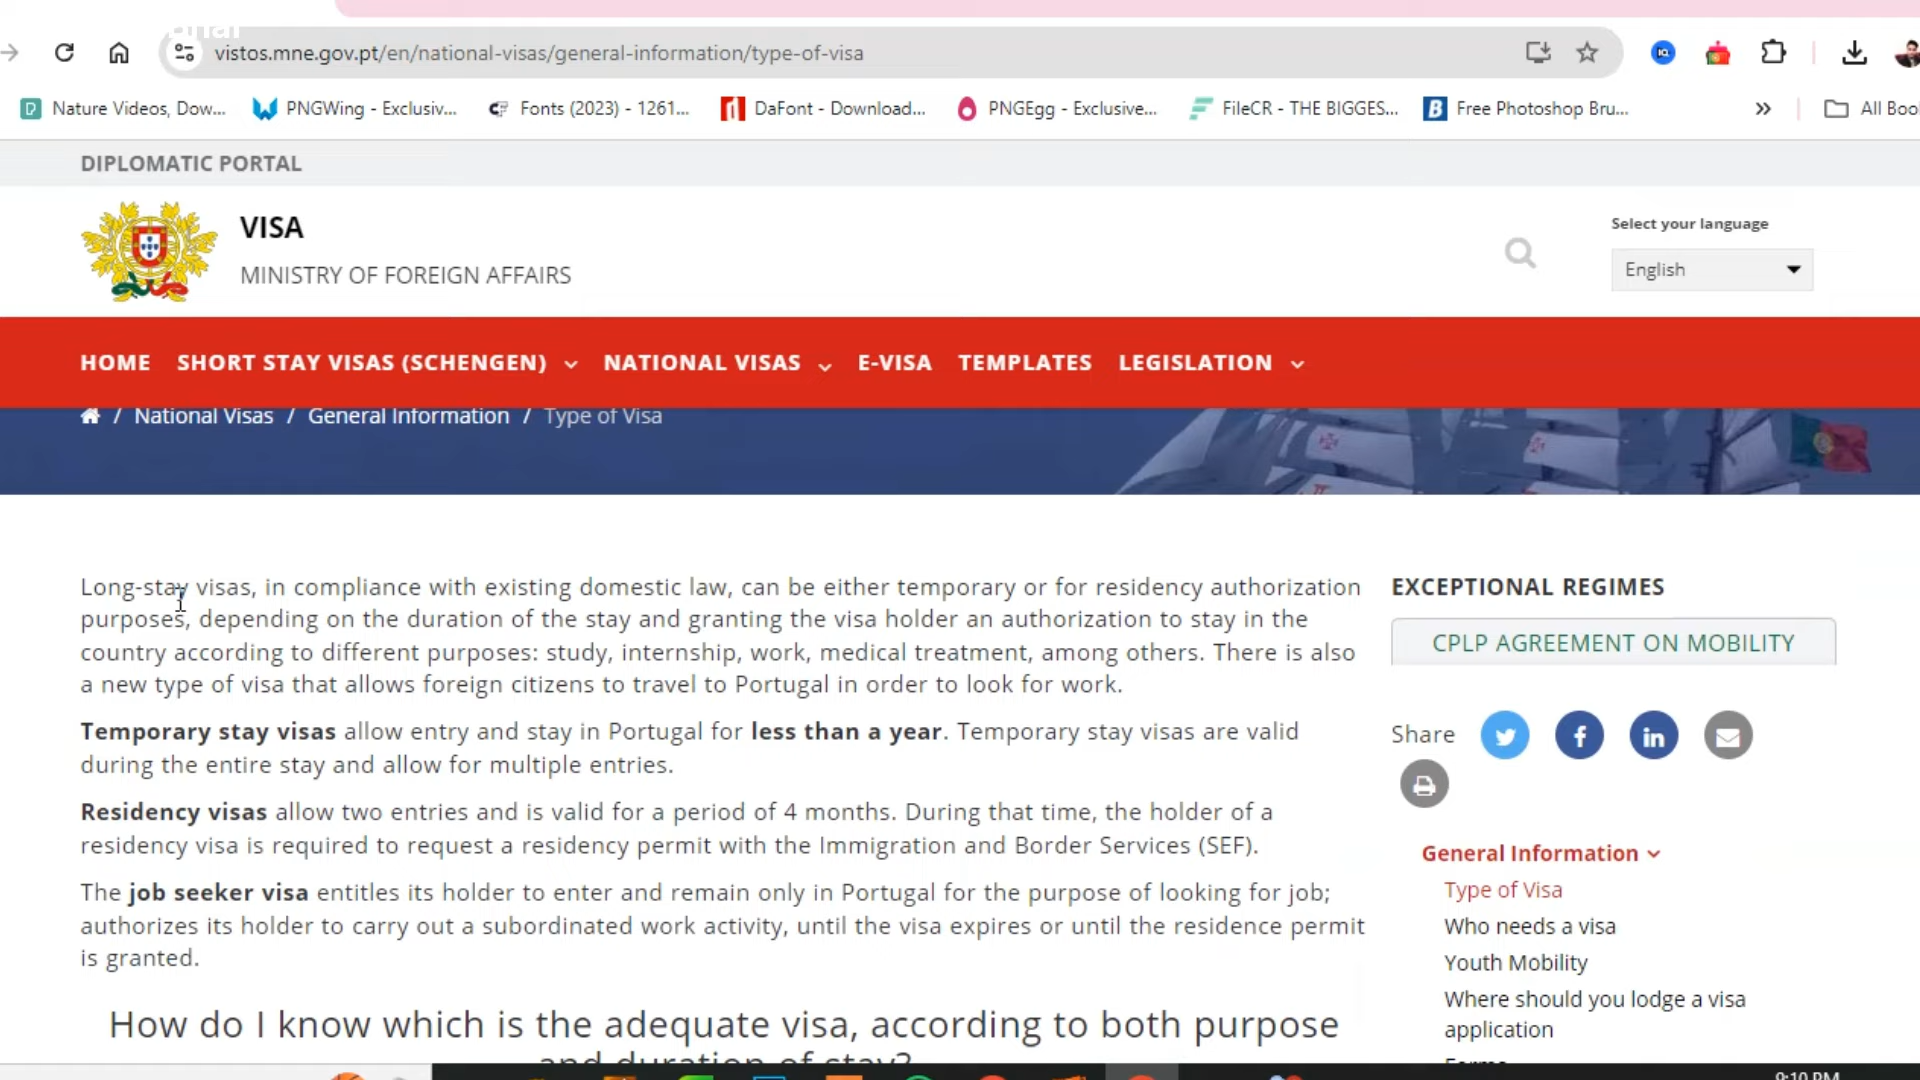 vistos.mne.gov.pt/en/national-visas/general-information/type-of-visa
Nature Videos, Dow... PNGWing - Exclusiv... Fonts (2023) - 1261... DaFont - Download... PNGEgg - Exclusive... FileCR - THE BIGGES... Free Photoshop Bru... All Boo
DIPLOMATIC PORTAL
VISA
MINISTRY OF FOREIGN AFFAIRS
Select your language
English
HOME SHORT STAY VISAS (SCHENGEN) NATIONAL VISAS E-VISA TEMPLATES LEGISLATION
/ National Visas / General Information / Type of Visa
Long-stay visas, in compliance with existing domestic law, can be either temporary or for residency authorization
purposes, depending on the duration of the stay and granting the visa holder an authorization to stay in the
country according to different purposes: study, internship, work, medical treatment, among others. There is also
a new type of visa that allows foreign citizens to travel to Portugal in order to look for work.
Temporary stay visas allow entry and stay in Portugal for less than a year. Temporary stay visas are valid
during the entire stay and allow for multiple entries.
Residency visas allow two entries and is valid for a period of 4 months. During that time, the holder of a
residency visa is required to request a residency permit with the Immigration and Border Services (SEF).
The job seeker visa entitles its holder to enter and remain only in Portugal for the purpose of looking for job;
authorizes its holder to carry out a subordinated work activity, until the visa expires or until the residence permit
is granted.
How do I know which is the adequate visa, according to both purpose
and duration of stay?
EXCEPTIONAL REGIMES
CPLP AGREEMENT ON MOBILITY
Share
General Information
Type of Visa
Who needs a visa
Youth Mobility
Where should you lodge a visa
application
Forms
9:10 PM